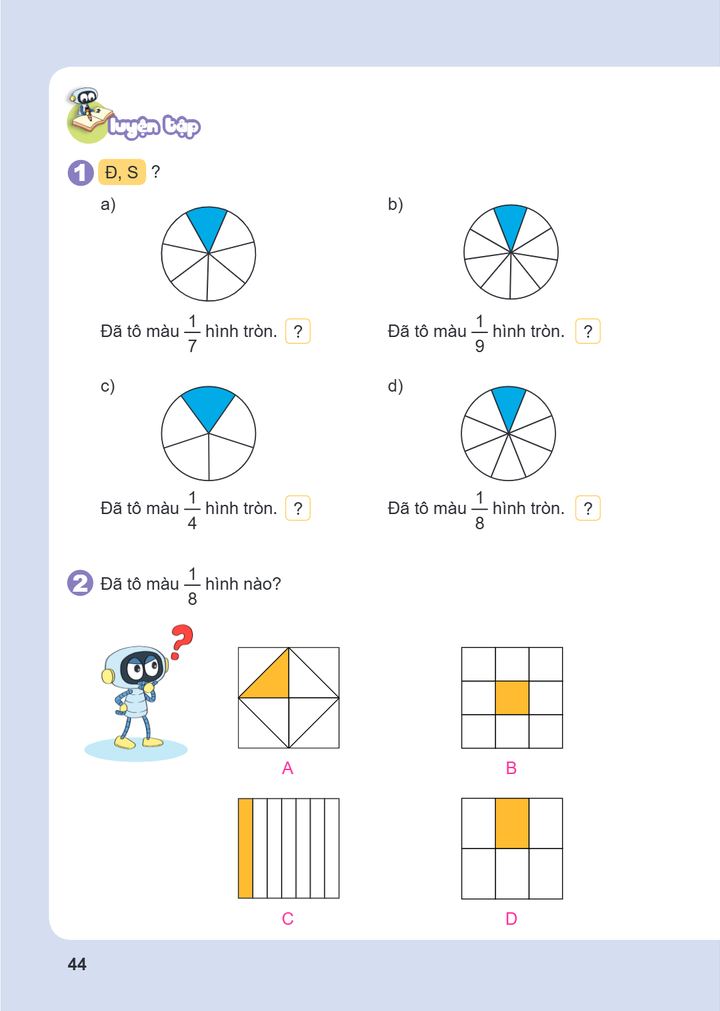 Luyện tập
1 Đ, S ?
a) b)
Đã tô màu 1/7 hình tròn. ? Đã tô màu 1/9 hình tròn. ?
c) d)
Đã tô màu 1/4 hình tròn. ? Đã tô màu 1/8 hình tròn. ?
2 Đã tô màu 1/8 hình nào?
?
A B
C D
44